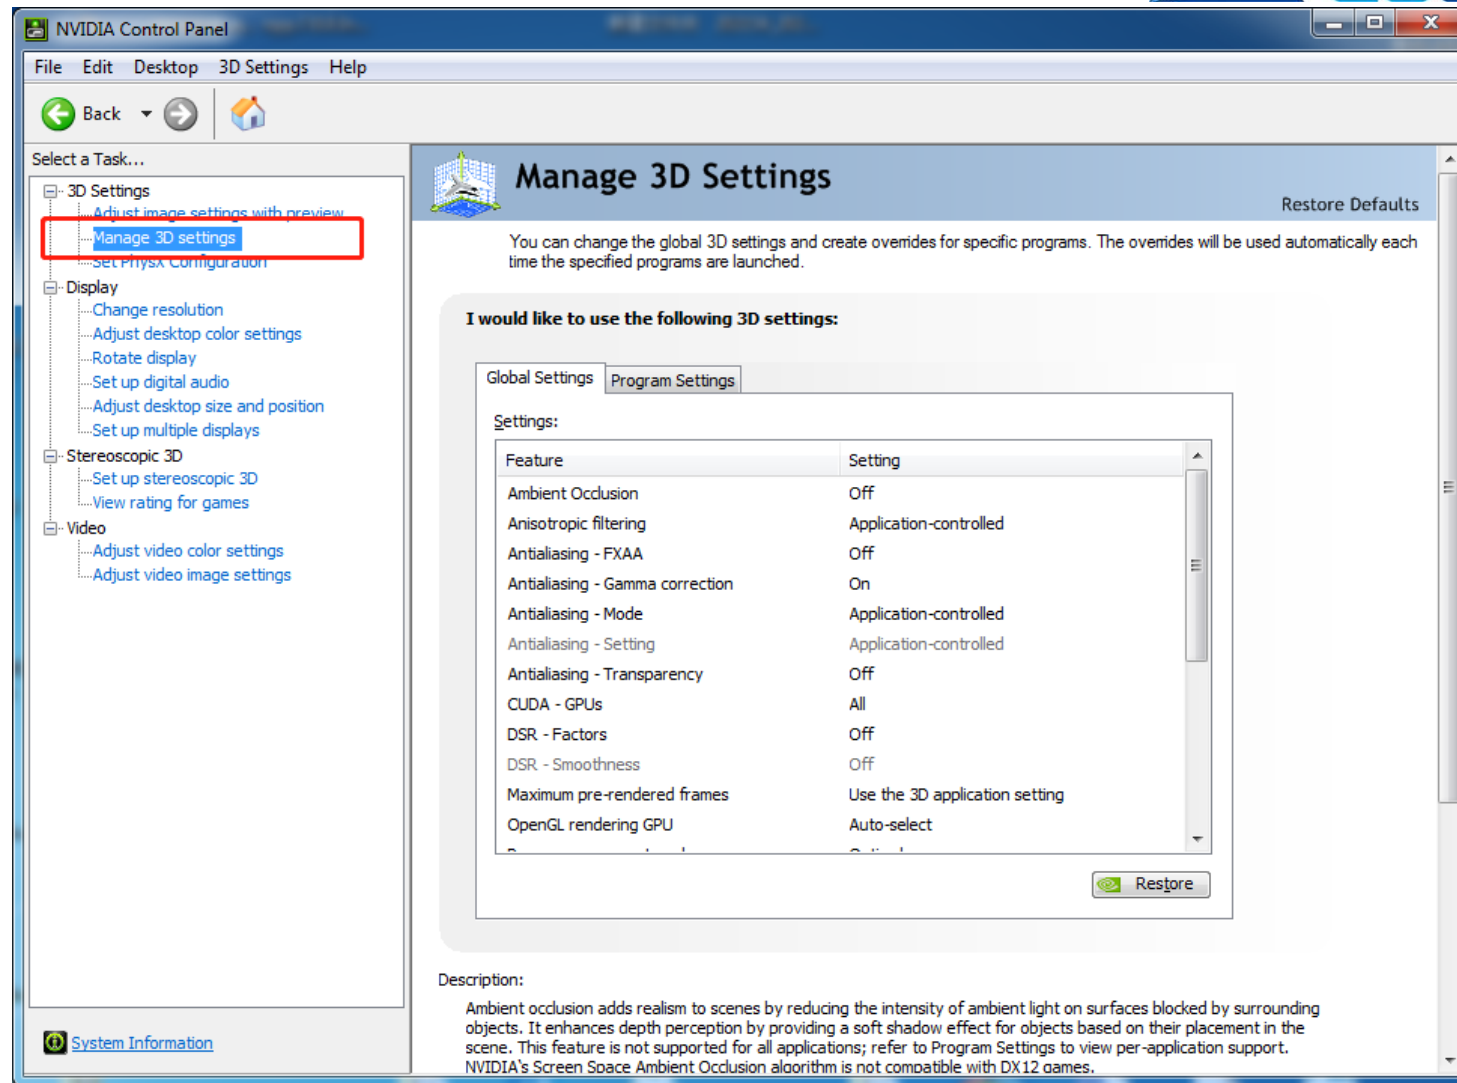 NVIDIA Control Panel
File Edit Desktop 3D Settings Help
Back
Select a Task...
3D Settings
Adjust image settings with preview
Manage 3D settings
Set PhysX Configuration
Display
Change resolution
Adjust desktop color settings
Rotate display
Set up digital audio
Adjust desktop size and position
Set up multiple displays
Stereoscopic 3D
Set up stereoscopic 3D
View rating for games
Video
Adjust video color settings
Adjust video image settings
System Information
Manage 3D Settings
Restore Defaults
You can change the global 3D settings and create overrides for specific programs. The overrides will be used automatically each
time the specified programs are launched.
I would like to use the following 3D settings:
Global Settings Program Settings
Settings:
Feature Setting
Ambient Occlusion Off
Anisotropic filtering Application-controlled
Antialiasing - FXAA Off
Antialiasing - Gamma correction On
Antialiasing - Mode Application-controlled
Antialiasing - Setting Application-controlled
Antialiasing - Transparency Off
CUDA - GPUs All
DSR - Factors Off
DSR - Smoothness Off
Maximum pre-rendered frames Use the 3D application setting
OpenGL rendering GPU Auto-select
Restore
Description:
Ambient occlusion adds realism to scenes by reducing the intensity of ambient light on surfaces blocked by surrounding
objects. It enhances depth perception by providing a soft shadow effect for objects based on their placement in the
scene. This feature is not supported for all applications; refer to Program Settings to view per-application support.
NVIDIA's Screen Space Ambient Occlusion algorithm is not compatible with DX12 games.